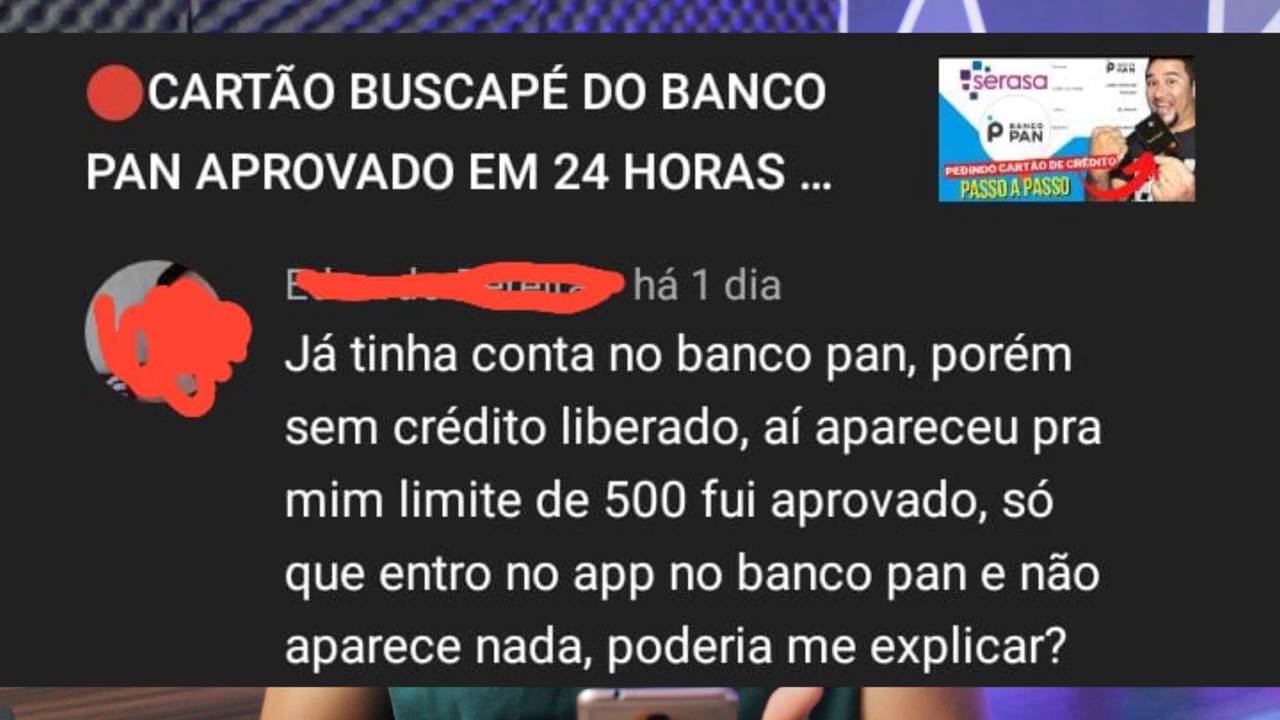 CARTÃO BUSCAPÉ DO BANCO
PAN APROVADO EM 24 HORAS ...
serasa
PAN
BANCO
PAN
PEDINDO CARTÃO DE CRÉDITO
PASSO A PASSO
há 1 dia
Já tinha conta no banco pan, porém
sem crédito liberado, aí apareceu pra
mim limite de 500 fui aprovado, só
que entro no app no banco pan e não
aparece nada, poderia me explicar?